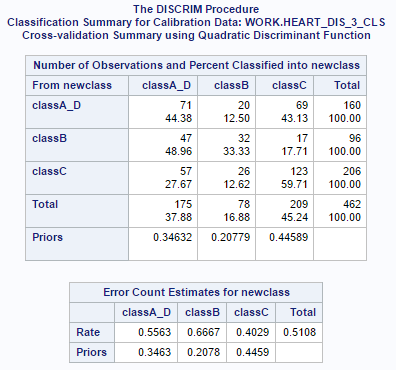 The DISCRIM Procedure
Classification Summary for Calibration Data: WORK.HEART_DIS_3_CLS
Cross-validation Summary using Quadratic Discriminant Function
Number of Observations and Percent Classified into newclass
From newclass classA_D classB classC Total
classA_D 71 20 69 160
44.38 12.50 43.13 100.00
classB 47 32 17 96
48.96 33.33 17.71 100.00
classC 57 26 123 206
27.67 12.62 59.71 100.00
Total 175 78 209 462
37.88 16.88 45.24 100.00
Priors 0.34632 0.20779 0.44589
Error Count Estimates for newclass
classA_D classB classC Total
Rate 0.5563 0.6667 0.4029 0.5108
Priors 0.3463 0.2078 0.4459